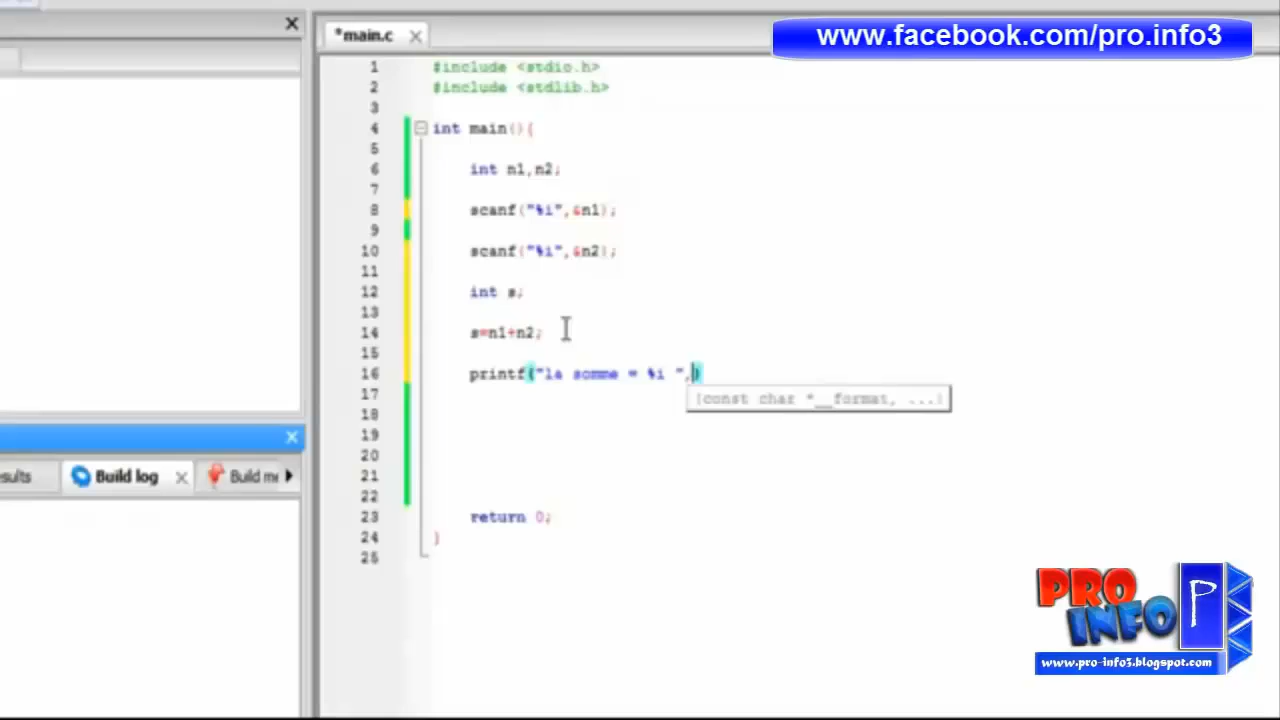 www.facebook.com/pro.info3
*main.c
1 #include <stdio.h>
2 #include <stdlib.h>
3
4 int main(){
5
6 int n1,n2;
7
8 scanf("%i",&n1);
9
10 scanf("%i",&n2);
11
12 int s;
13
14 s=n1+n2;
15
16 printf("la somme = %i ",)
(const char *__format, ...)
17
18
19
20
21
22
23 return 0;
24 }
25
Build log
PRO
INFO
P
www.pro-info3.blogspot.com